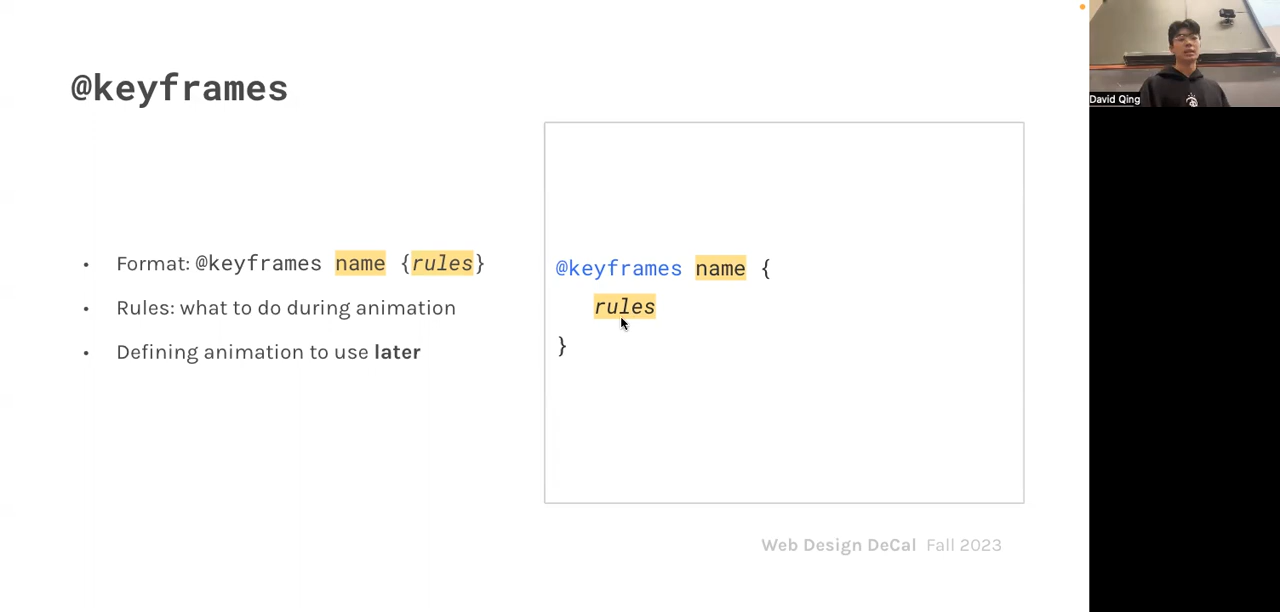 @keyframes
• Format: @keyframes name {rules}
• Rules: what to do during animation
• Defining animation to use later
@keyframes name {
rules
}
Web Design DeCal Fall 2023
David Qing